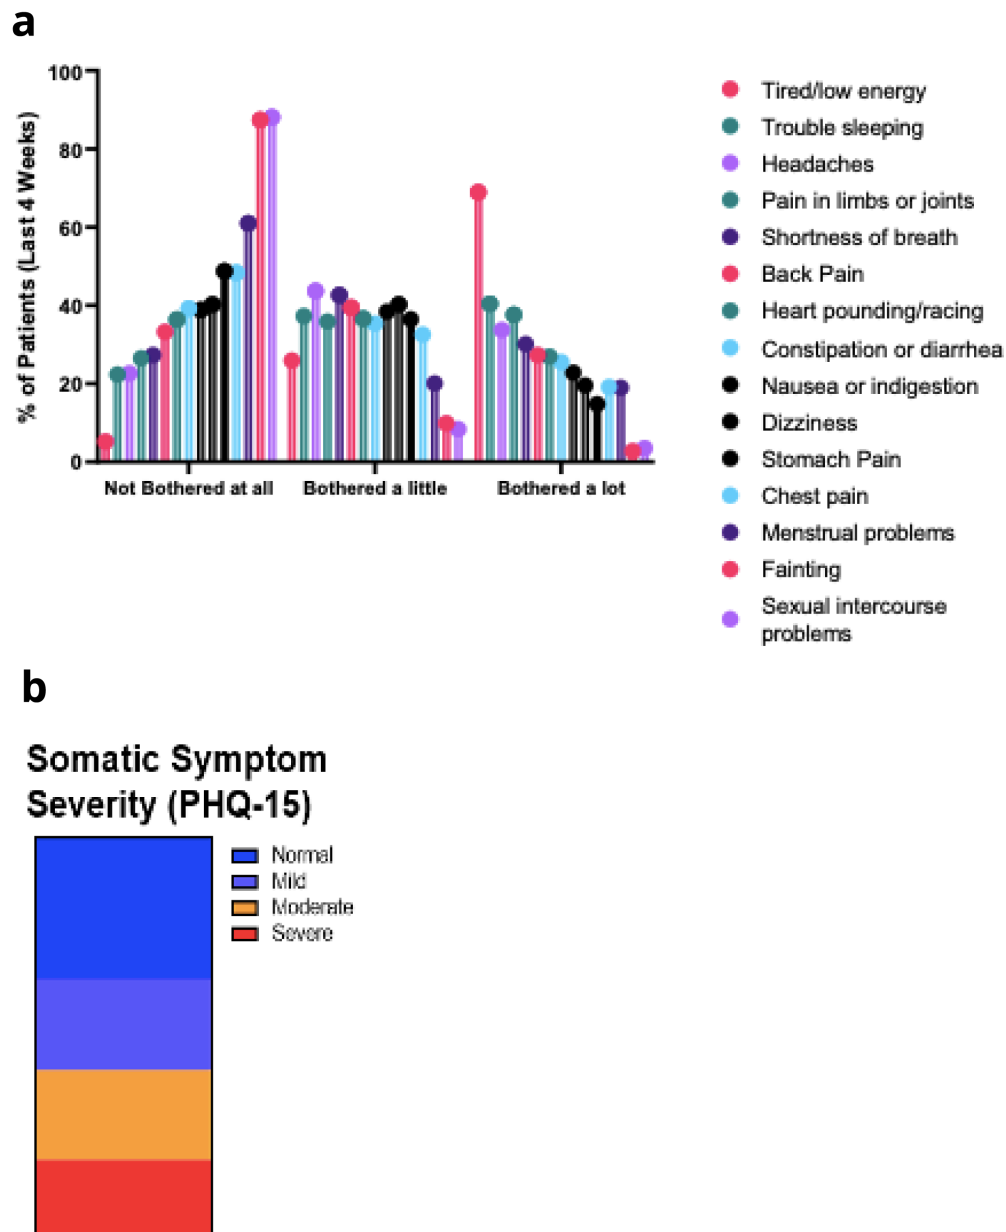 a
100
80
60
40
20
0
% of Patients (Last 4 Weeks)
Not Bothered at all
Bothered a little
Bothered a lot
Tired/low energy
Trouble sleeping
Headaches
Pain in limbs or joints
Shortness of breath
Back Pain
Heart pounding/racing
Constipation or diarrhea
Nausea or indigestion
Dizziness
Stomach Pain
Chest pain
Menstrual problems
Fainting
Sexual intercourse
problems
b
Somatic Symptom
Severity (PHQ-15)
Normal
Mild
Moderate
Severe